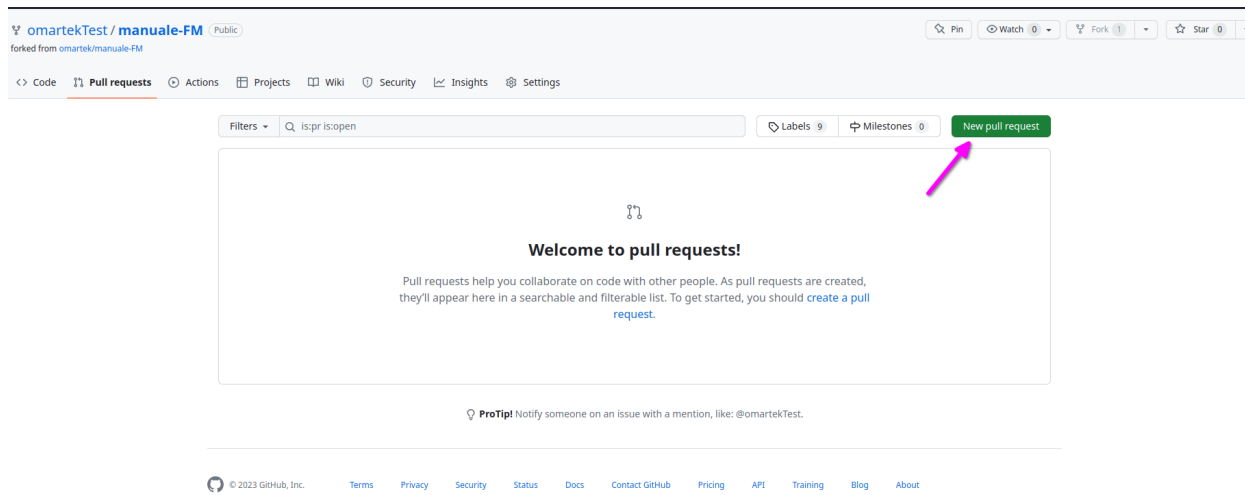 omartekTest / manuale-FM Public
Pin Watch 0 Fork 1 Star 0
forked from omartek/manuale-FM
<> Code Pull requests Actions Projects Wiki Security Insights Settings
Filters is:pr is:open Labels 9 Milestones 0 New pull request
Welcome to pull requests!
Pull requests help you collaborate on code with other people. As pull requests are created,
they'll appear here in a searchable and filterable list. To get started, you should create a pull
request.
ProTip! Notify someone on an issue with a mention, like: @omartekTest.
© 2023 GitHub, Inc. Terms Privacy Security Status Docs Contact GitHub Pricing API Training Blog About